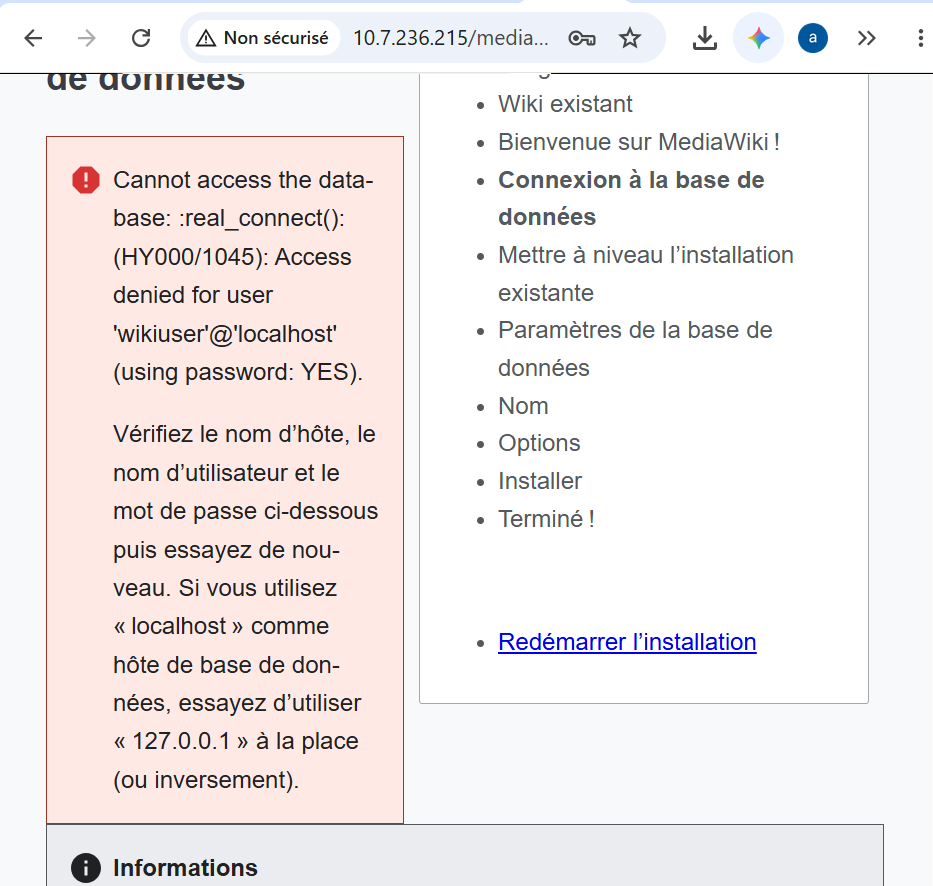 Non sécurisé
10.7.236.215/media...
a
de données
Cannot access the data-
base: :real_connect():
(HY000/1045): Access
denied for user
'wikiuser'@'localhost'
(using password: YES).
Vérifiez le nom d’hôte, le
nom d’utilisateur et le
mot de passe ci-dessous
puis essayez de nou-
veau. Si vous utilisez
« localhost » comme
hôte de base de don-
nées, essayez d’utiliser
« 127.0.0.1 » à la place
(ou inversement).
Informations
Wiki existant
Bienvenue sur MediaWiki !
Connexion à la base de
données
Mettre à niveau l’installation
existante
Paramètres de la base de
données
Nom
Options
Installer
Terminé !
Redémarrer l’installation